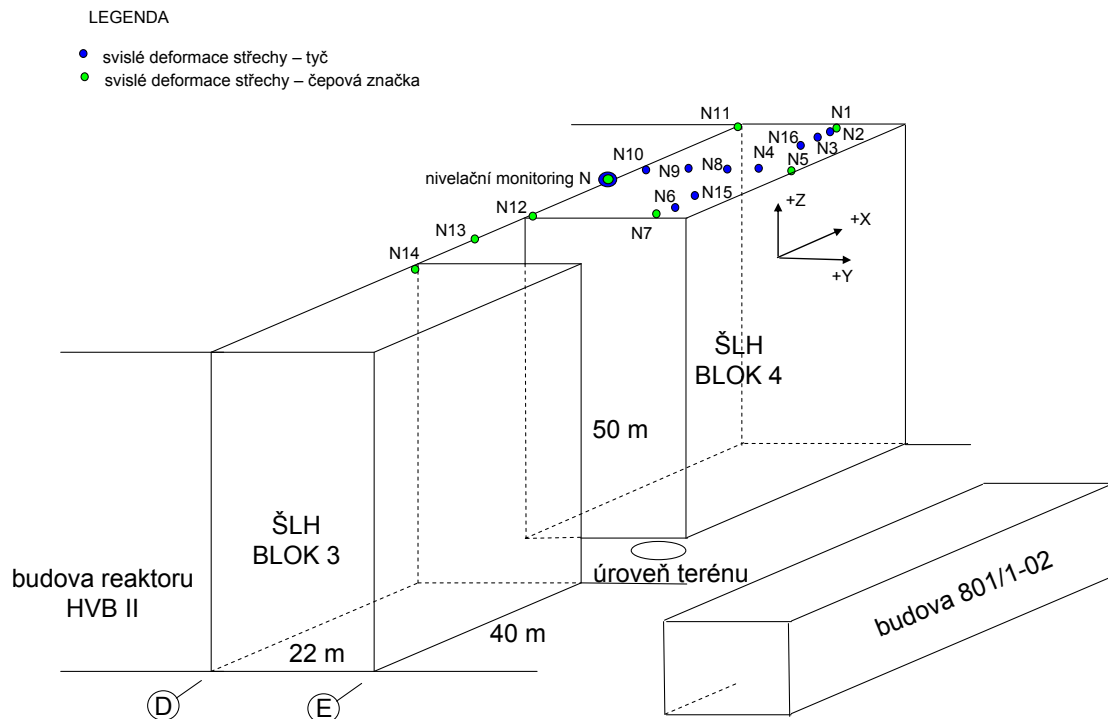 LEGENDA
svislé deformace střechy – tyč
svislé deformace střechy – čepová značka
N11
N1
N2
N16
N3
N10
N9
N8
N4
N5
nivelační monitoring N
N6
N15
N12
N7
N13
N14
+Z
+X
+Y
ŠLH
BLOK 4
50 m
ŠLH
BLOK 3
budova reaktoru
HVB II
úroveň terénu
budova 801/1-02
40 m
22 m
D
E